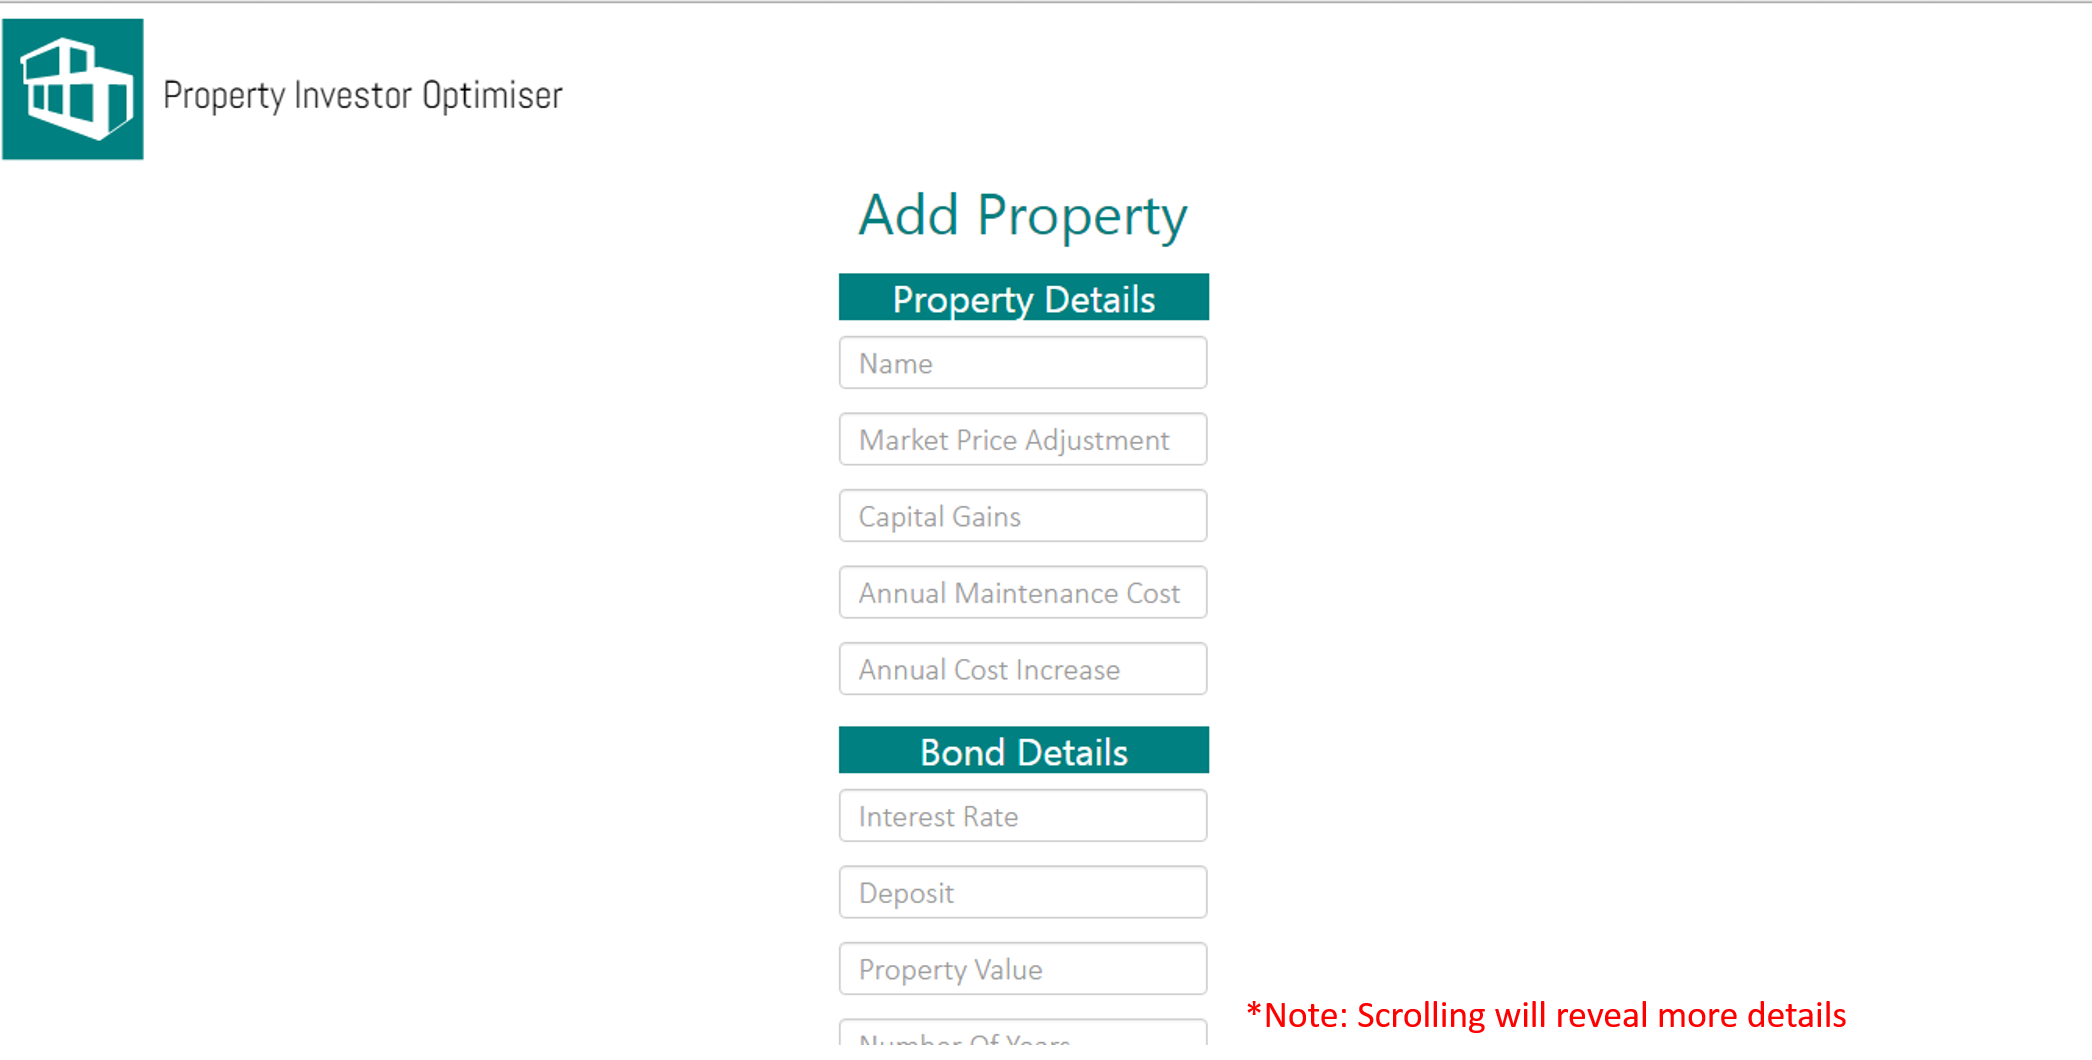 Property Investor Optimiser
Add Property
Property Details
Name
Market Price Adjustment
Capital Gains
Annual Maintenance Cost
Annual Cost Increase
Bond Details
Interest Rate
Deposit
Property Value
*Note: Scrolling will reveal more details
Number Of Years